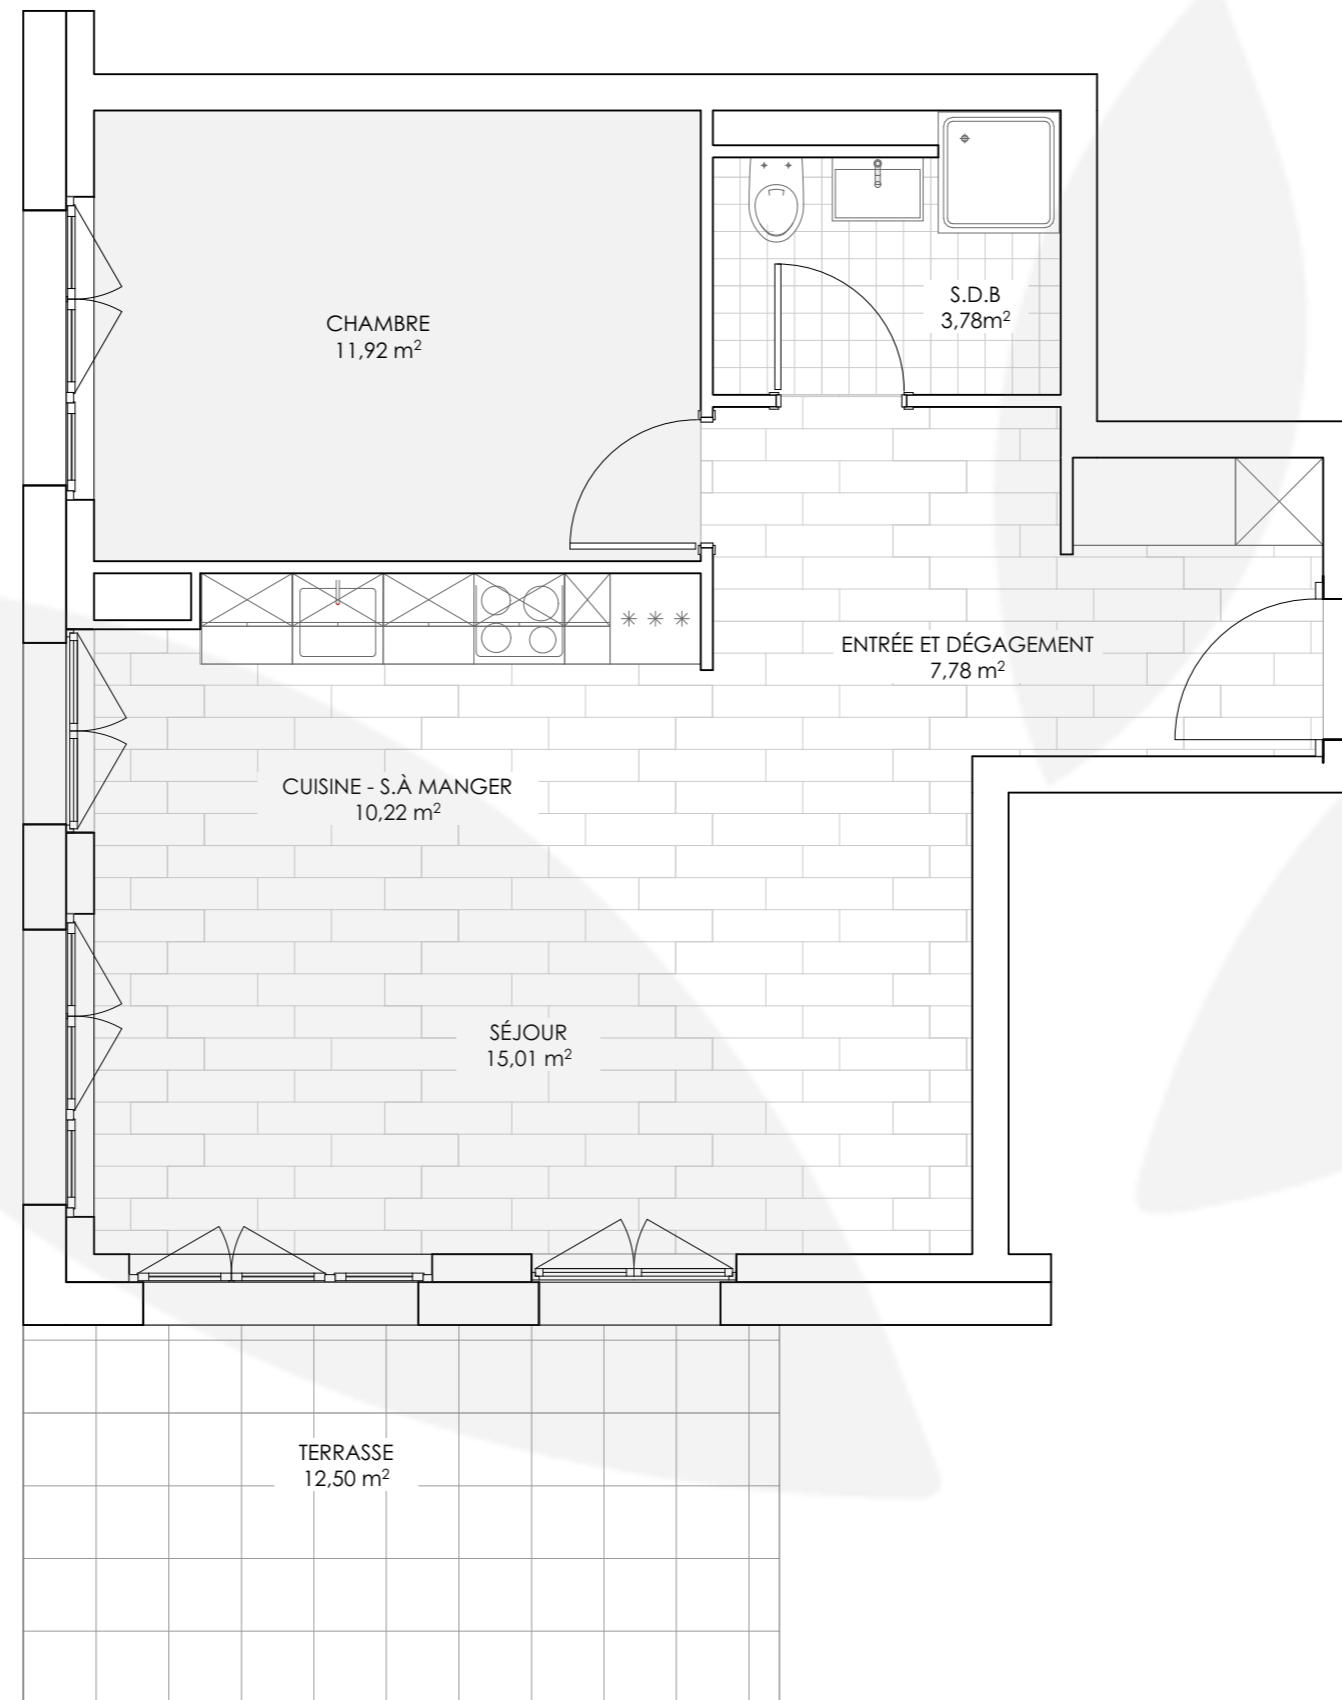 CHAMBRE
11,92 m²
S.D.B
3,78m²
ENTRÉE ET DÉGAGEMENT
7,78 m²
CUISINE - S.À MANGER
10,22 m²
SÉJOUR
15,01 m²
TERRASSE
12,50 m²